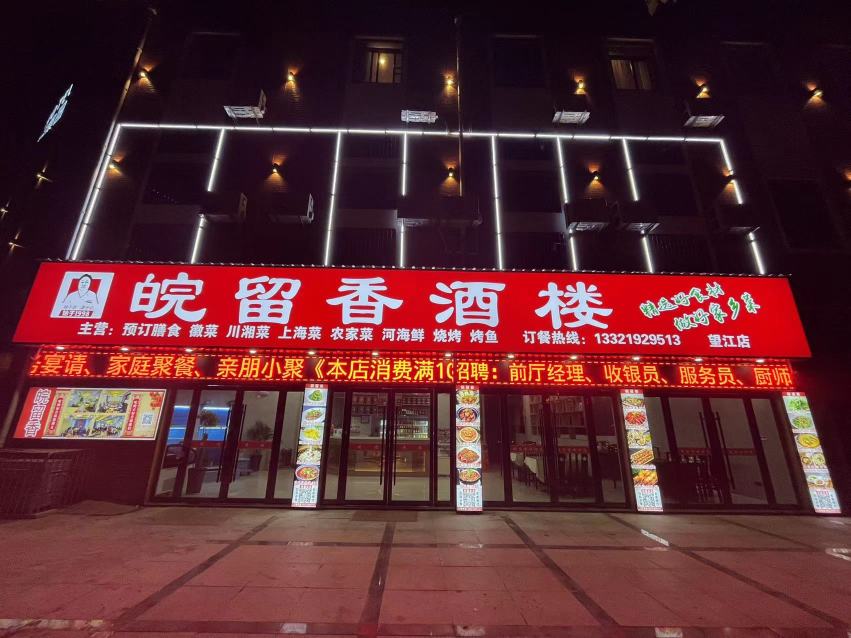 皖留香酒楼
精选好食材
做好家乡菜
主营：预订膳食 徽菜 川湘菜 上海菜 农家菜 河海鲜 烧烤 烤鱼 订餐热线：13321929513 望江店
宴请、家庭聚餐、亲朋小聚《本店消费满10
招聘：前厅经理、收银员、服务员、厨师
皖留香